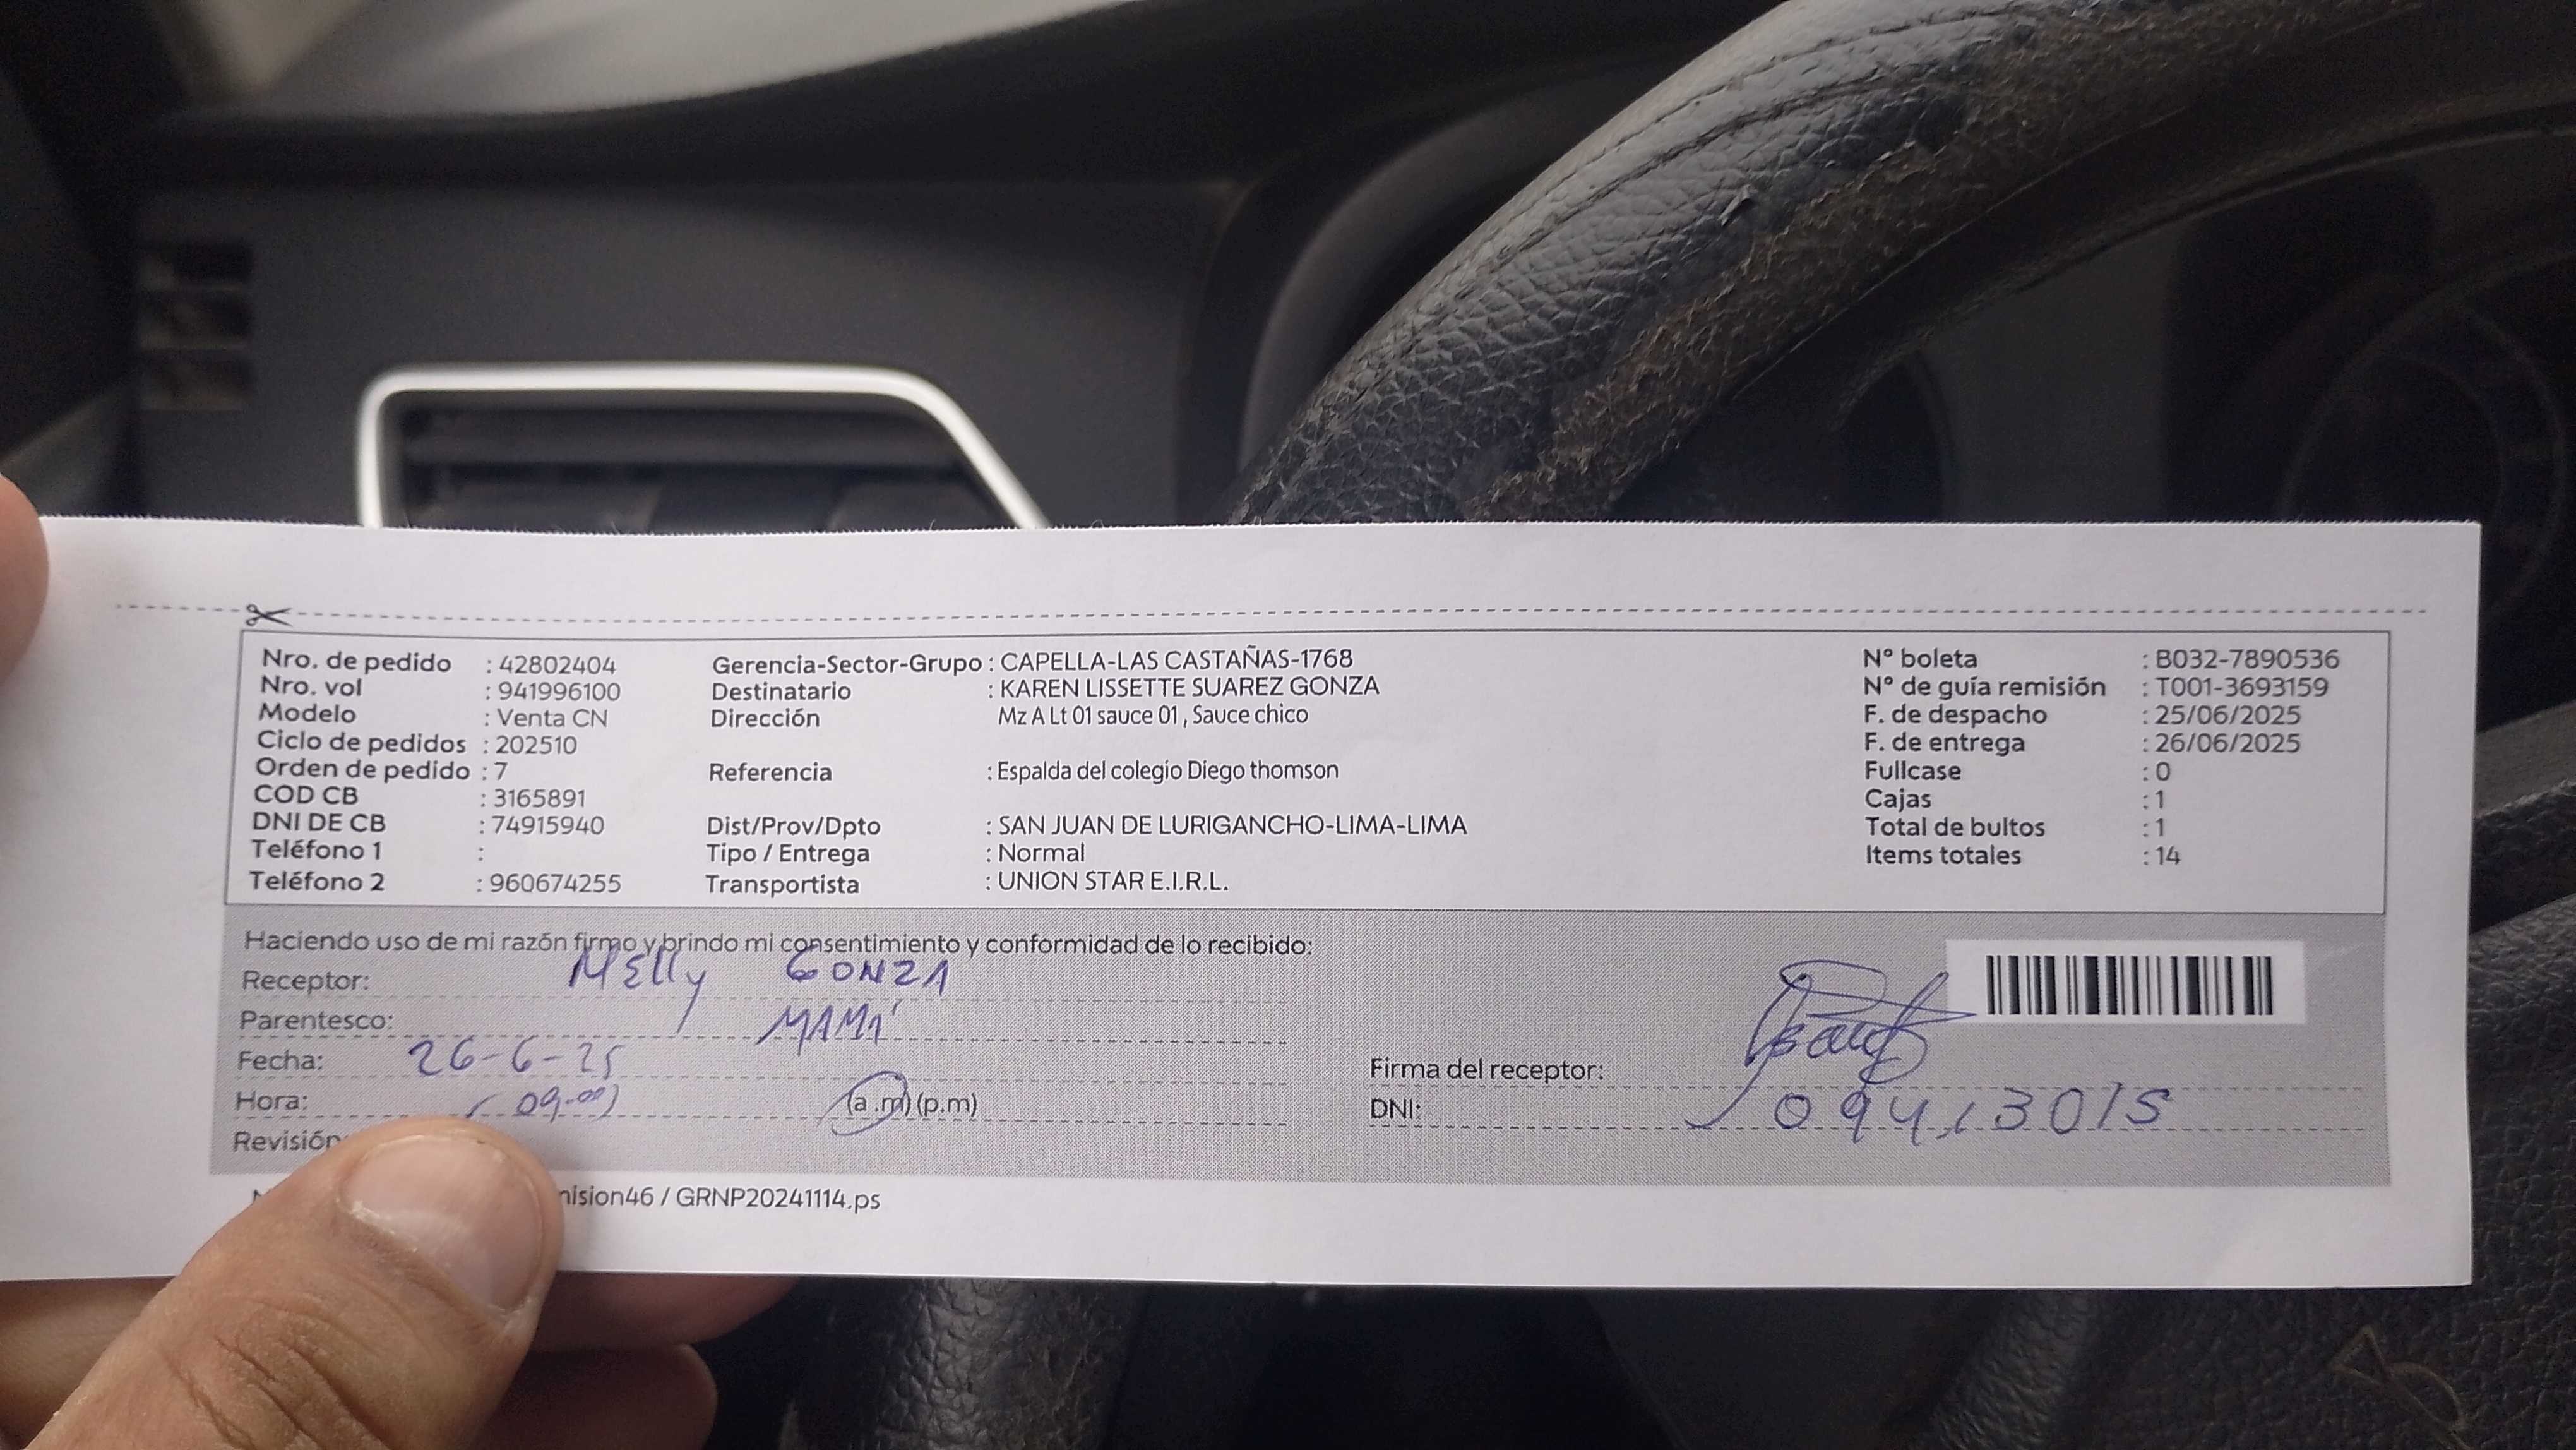 Nro. de pedido : 42802404 Gerencia-Sector-Grupo : CAPELLA-LAS CASTAÑAS-1768 N° boleta : B032-7890536
Nro. vol : 941996100 Destinatario : KAREN LISSETTE SUAREZ GONZA N° de guía remisión : T001-3693159
Modelo : Venta CN Dirección Mz A Lt 01 sauce 01 , Sauce chico F. de despacho : 25/06/2025
Ciclo de pedidos : 202510 F. de entrega : 26/06/2025
Orden de pedido : 7 Referencia : Espalda del colegio Diego thomson Fullcase : 0
COD CB : 3165891 Cajas : 1
DNI DE CB : 74915940 Dist/Prov/Dpto : SAN JUAN DE LURIGANCHO-LIMA-LIMA Total de bultos : 1
Teléfono 1 : Tipo / Entrega : Normal Items totales : 14
Teléfono 2 : 960674255 Transportista : UNION STAR E.I.R.L.
Haciendo uso de mi razón firmo y brindo mi consentimiento y conformidad de lo recibido:
Receptor: Melly GONZA
Parentesco: MAMÁ
Fecha: 26-6-25 Firma del receptor:
Hora: 09-00 (a .m) (p.m) DNI: 09413015
Revisión
nision46 / GRNP20241114.ps